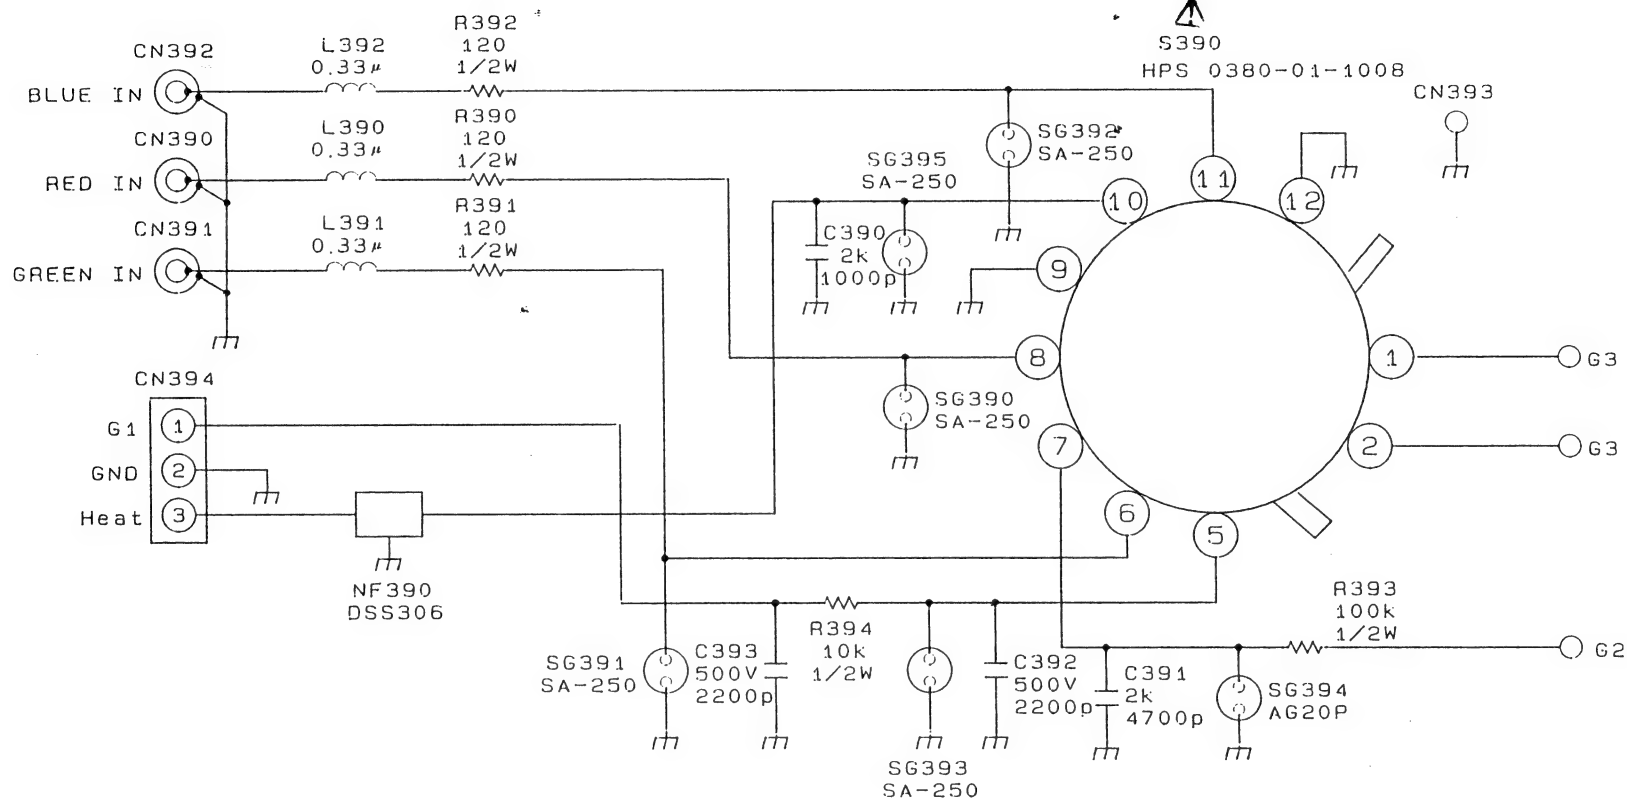 CN392
BLUE IN
L392
0.33μ
R392
120
1/2W
CN390
RED IN
L390
0.33μ
R390
120
1/2W
CN391
GREEN IN
L391
0.33μ
R391
120
1/2W
S390
HPS 0380-01-1008
CN393
SG392
SA-250
SG395
SA-250
C390
2k
1000p
10
11
12
9
8
7
6
5
1
2
G3
G3
SG390
SA-250
CN394
G1
1
GND
2
Heat
3
NF390
DSS306
SG391
SA-250
C393
500V
2200p
R394
10k
1/2W
SG393
SA-250
C392
500V
2200p
C391
2k
4700p
SG394
AG20P
R393
100k
1/2W
G2